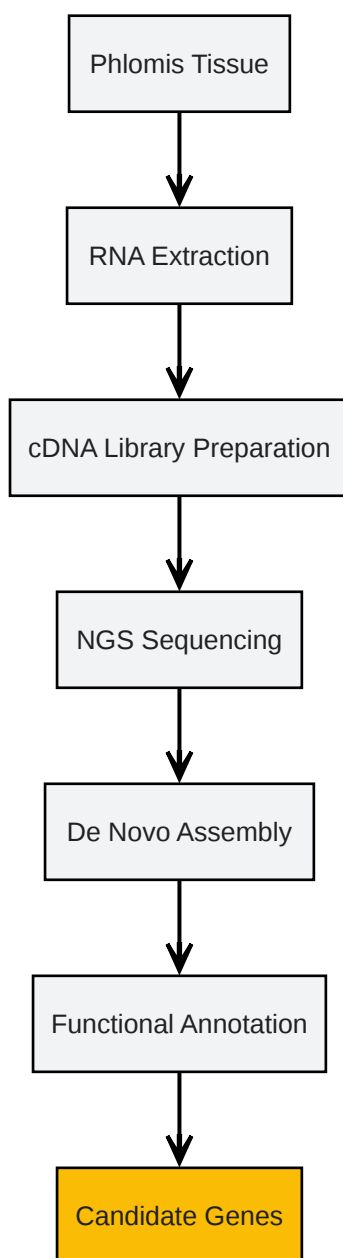 Phlomis Tissue
RNA Extraction
cDNA Library Preparation
NGS Sequencing
De Novo Assembly
Functional Annotation
Candidate Genes